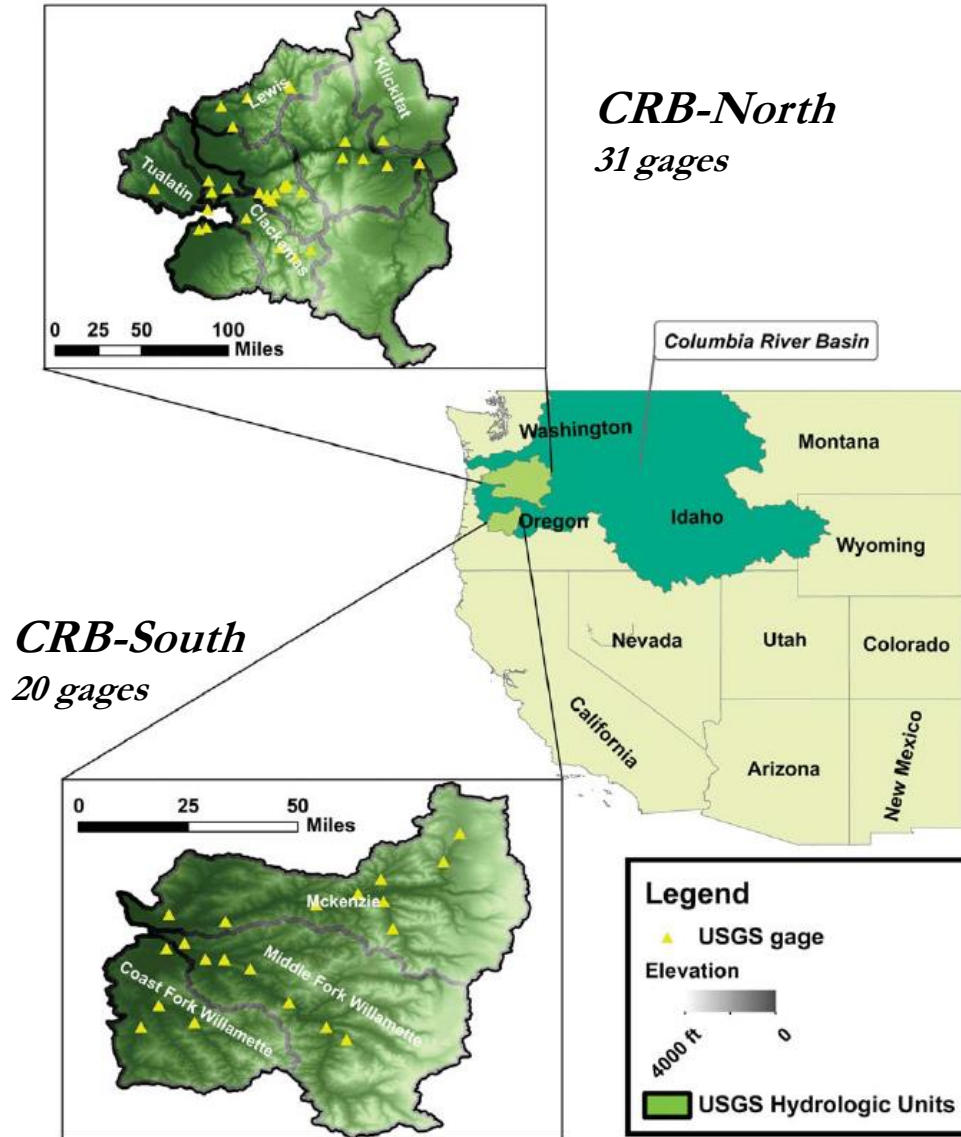 Lewis
Klickitat
Tualatin
Clackamas
0 25 50 100
Miles
CRB-North
31 gages
Columbia River Basin
Washington
Montana
Oregon
Idaho
Wyoming
Nevada
Utah
Colorado
California
Arizona
New Mexico
CRB-South
20 gages
0 25 50
Miles
Mckenzie
Middle Fork Willamette
Coast Fork Willamette
Legend
USGS gage
Elevation
4000 ft
0
USGS Hydrologic Units